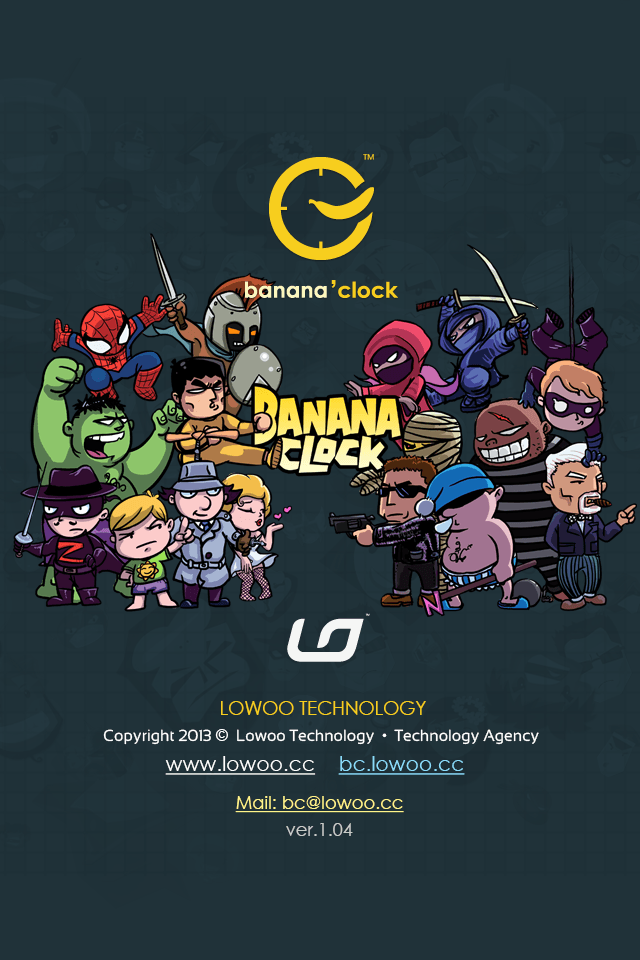 ™
banana’clock
BANANA
CLOCK
Z
LOWOO TECHNOLOGY
Copyright 2013 © Lowoo Technology • Technology Agency
www.lowoo.cc bc.lowoo.cc
Mail: bc@lowoo.cc
ver.1.04